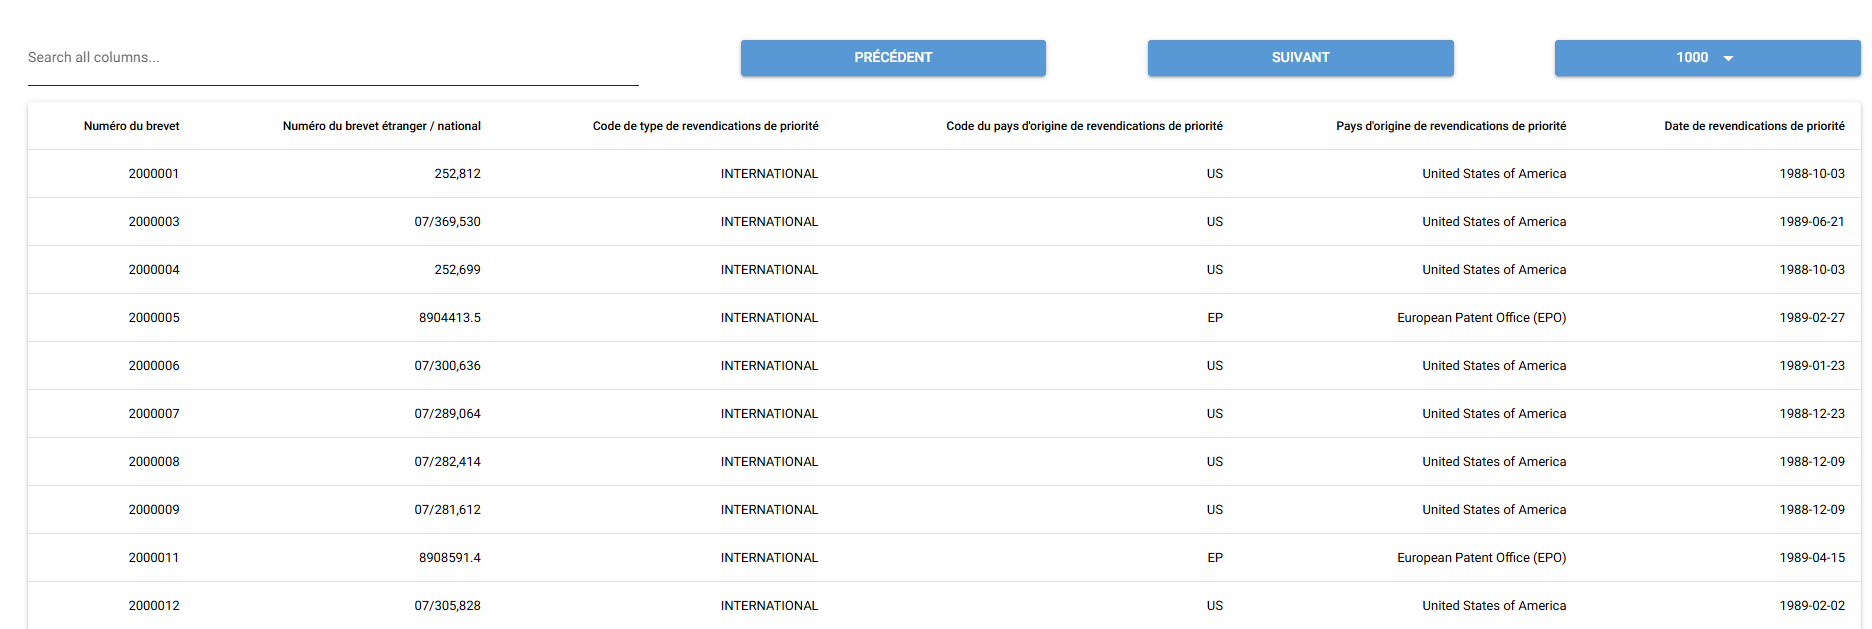 Search all columns...
PRÉCÉDENT
SUIVANT
1000
Numéro du brevet Numéro du brevet étranger / national Code de type de revendications de priorité Code du pays d'origine de revendications de priorité Pays d'origine de revendications de priorité Date de revendications de priorité
2000001 252,812 INTERNATIONAL US United States of America 1988-10-03
2000003 07/369,530 INTERNATIONAL US United States of America 1989-06-21
2000004 252,699 INTERNATIONAL US United States of America 1988-10-03
2000005 8904413.5 INTERNATIONAL EP European Patent Office (EPO) 1989-02-27
2000006 07/300,636 INTERNATIONAL US United States of America 1989-01-23
2000007 07/289,064 INTERNATIONAL US United States of America 1988-12-23
2000008 07/282,414 INTERNATIONAL US United States of America 1988-12-09
2000009 07/281,612 INTERNATIONAL US United States of America 1988-12-09
2000011 8908591.4 INTERNATIONAL EP European Patent Office (EPO) 1989-04-15
2000012 07/305,828 INTERNATIONAL US United States of America 1989-02-02